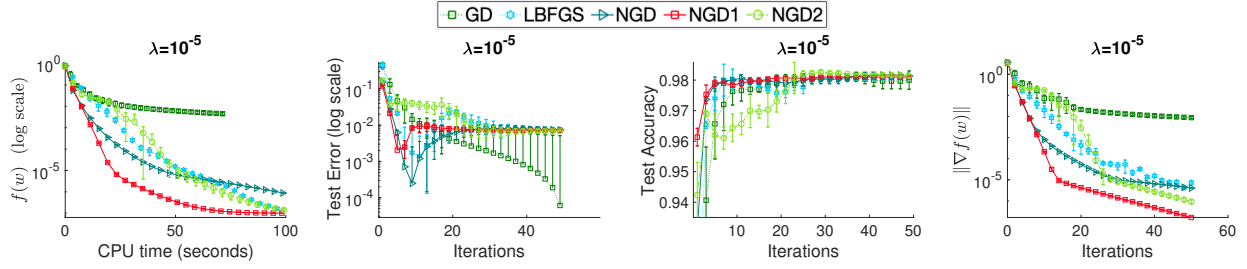 GD LBFGS NGD NGD1 NGD2
λ=10⁻⁵
f(w) (log scale)
10⁰
10⁻⁵
0 50 100
CPU time (seconds)
λ=10⁻⁵
Test Error (log scale)
10⁻¹
10⁻²
10⁻³
10⁻⁴
0 20 40
Iterations
λ=10⁻⁵
Test Accuracy
0.98
0.97
0.96
0.95
0.94
10 20 30 40 50
Iterations
λ=10⁻⁵
‖∇f(w)‖
10⁰
10⁻⁵
0 20 40 60
Iterations